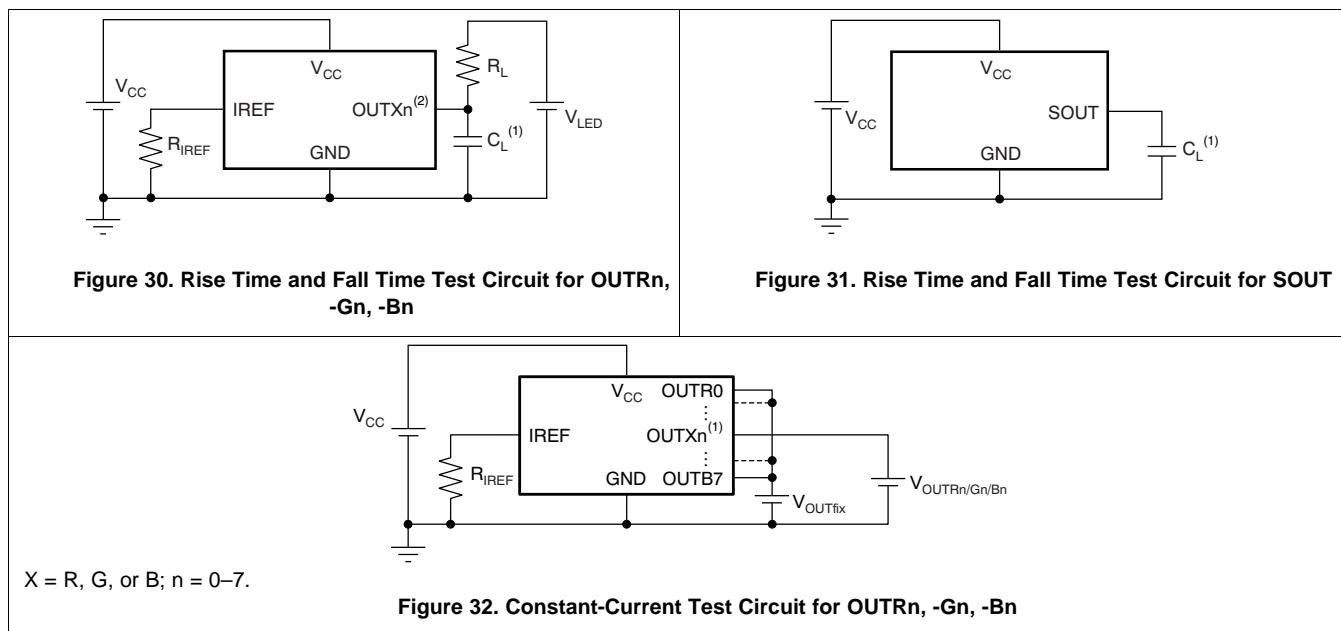 V_CC
V_CC
IREF
OUTXn^(2)
GND
R_IREF
R_L
C_L^(1)
V_LED
Figure 30. Rise Time and Fall Time Test Circuit for OUTRn,
-Gn, -Bn
V_CC
V_CC
SOUT
GND
C_L^(1)
Figure 31. Rise Time and Fall Time Test Circuit for SOUT
V_CC
V_CC
OUTR0
⋮
IREF
OUTXn^(1)
⋮
R_IREF
GND
OUTB7
V_OUTfix
V_OUTRn/Gn/Bn
X = R, G, or B; n = 0–7.
Figure 32. Constant-Current Test Circuit for OUTRn, -Gn, -Bn